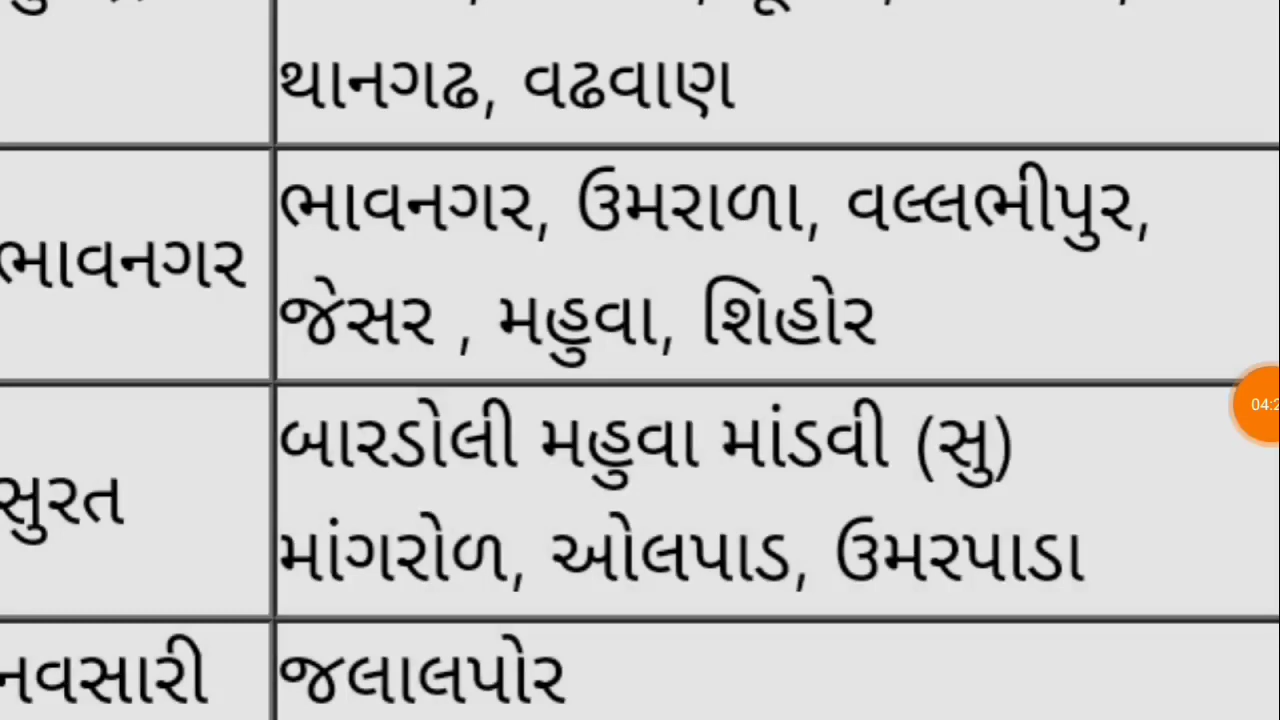 થાનગઢ, વઢવાણ
ભાવનગર
ભાવનગર, ઉમરાળા, વલ્લભીપુર,
જેસર , મહુવા, શિહોર
સુરત
બારડોલી મહુવા માંડવી (સુ)
માંગરોળ, ઓલપાડ, ઉમરપાડા
નવસારી
જલાલપોર